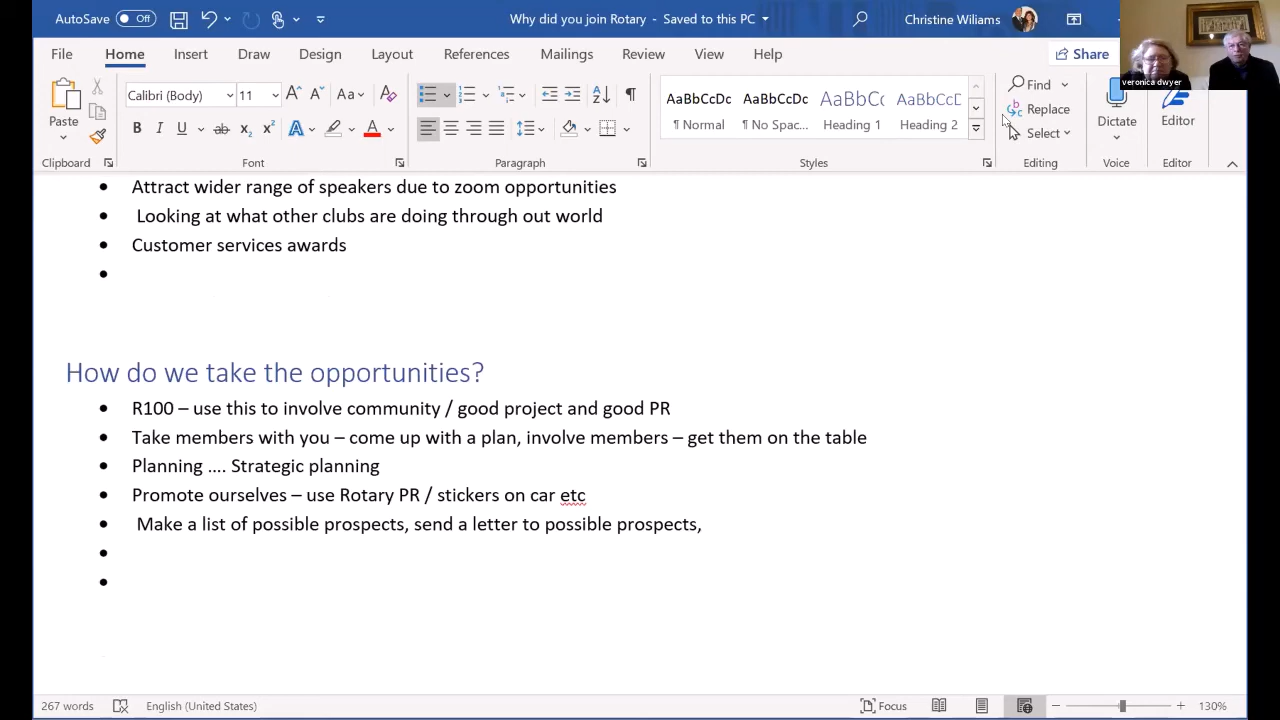 AutoSave Off Why did you join Rotary - Saved to this PC Christine Wiliams
File Home Insert Draw Design Layout References Mailings Review View Help Share
veronica dwyer
Paste Calibri (Body) 11 Aa AaBbCcDc AaBbCcDc AaBbCc AaBbCcD Find
¶ Normal ¶ No Spac... Heading 1 Heading 2 Replace
Select Dictate Editor
Clipboard Font Paragraph Styles Editing Voice Editor
• Attract wider range of speakers due to zoom opportunities
• Looking at what other clubs are doing through out world
• Customer services awards
•
How do we take the opportunities?
• R100 – use this to involve community / good project and good PR
• Take members with you – come up with a plan, involve members – get them on the table
• Planning .... Strategic planning
• Promote ourselves – use Rotary PR / stickers on car etc
• Make a list of possible prospects, send a letter to possible prospects,
•
•
267 words English (United States) Focus 130%